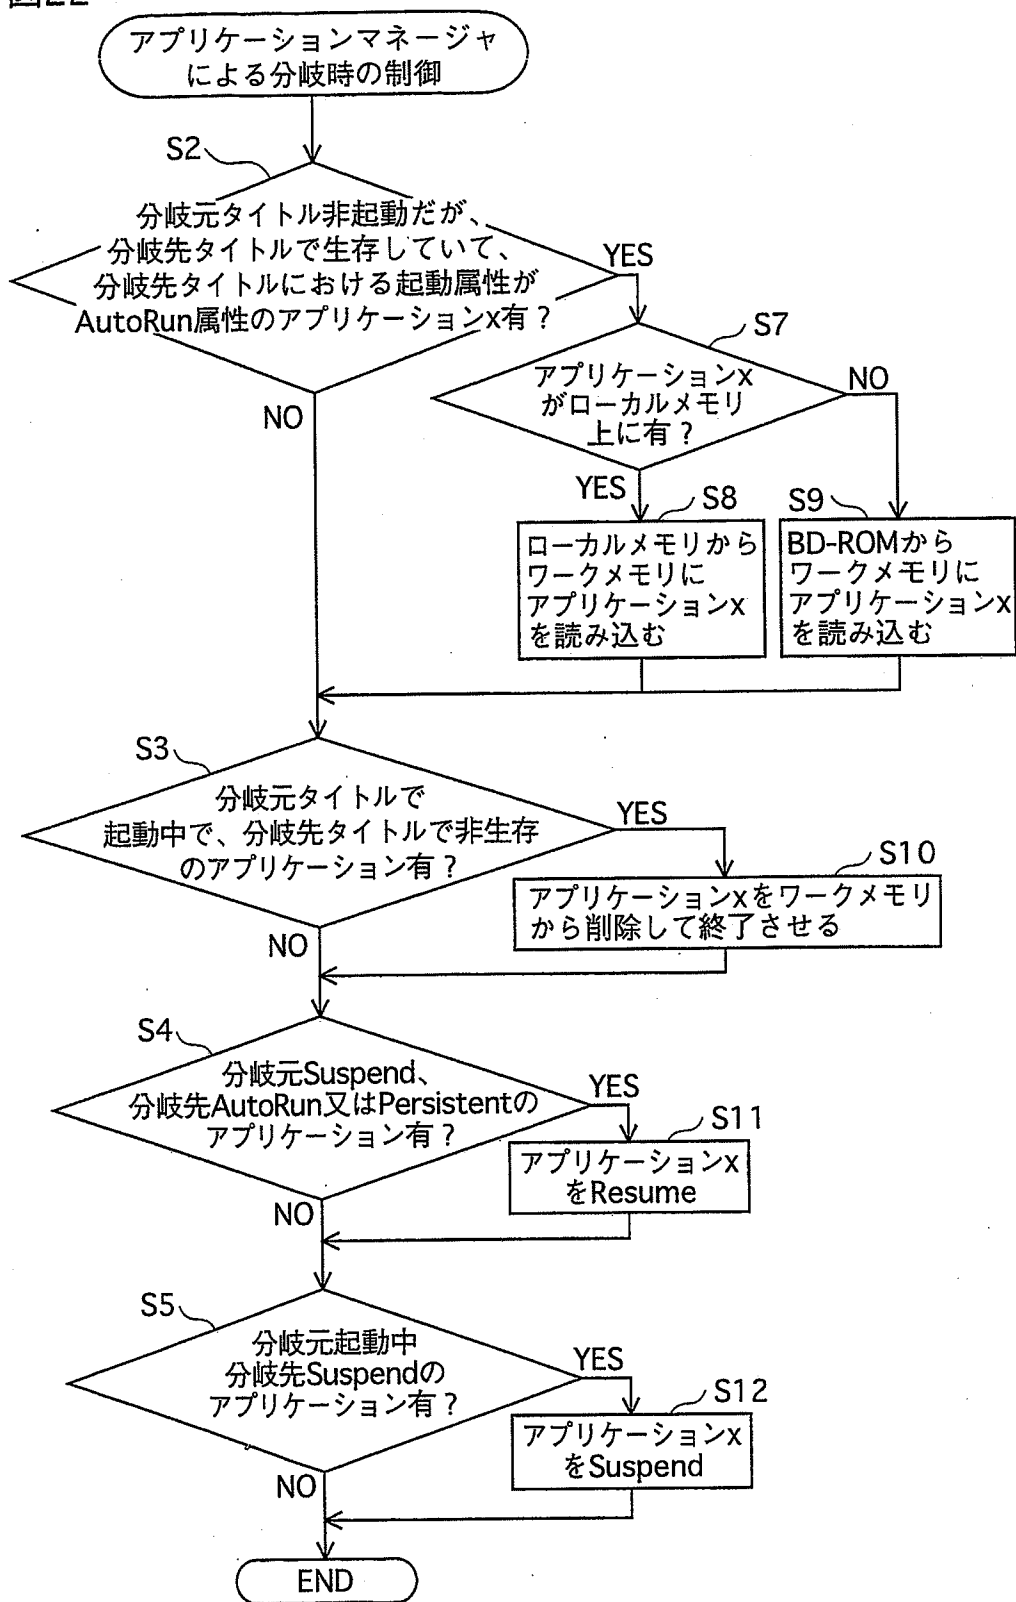 図22
アプリケーションマネージャ
による分岐時の制御
S2
分岐元タイトル非起動だが、
分岐先タイトルで生存していて、
分岐先タイトルにおける起動属性が
AutoRun属性のアプリケーションx有？
YES
NO
S7
アプリケーションx
がローカルメモリ
上に有？
NO
YES
S8
ローカルメモリから
ワークメモリに
アプリケーションx
を読み込む
S9
BD-ROMから
ワークメモリに
アプリケーションx
を読み込む
S3
分岐元タイトルで
起動中で、分岐先タイトルで非生存
のアプリケーション有？
YES
NO
S10
アプリケーションxをワークメモリ
から削除して終了させる
S4
分岐元Suspend、
分岐先AutoRun又はPersistentの
アプリケーション有？
YES
NO
S11
アプリケーションx
をResume
S5
分岐元起動中
分岐先Suspendの
アプリケーション有？
YES
NO
S12
アプリケーションx
をSuspend
END